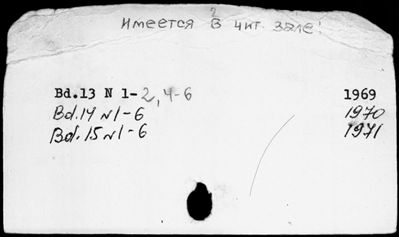 Имеется в чит. зале!
Bd.13 N 1-2,4-6 1969
Bd.14 N1-6 1970
Bd.15 N1-6 1971